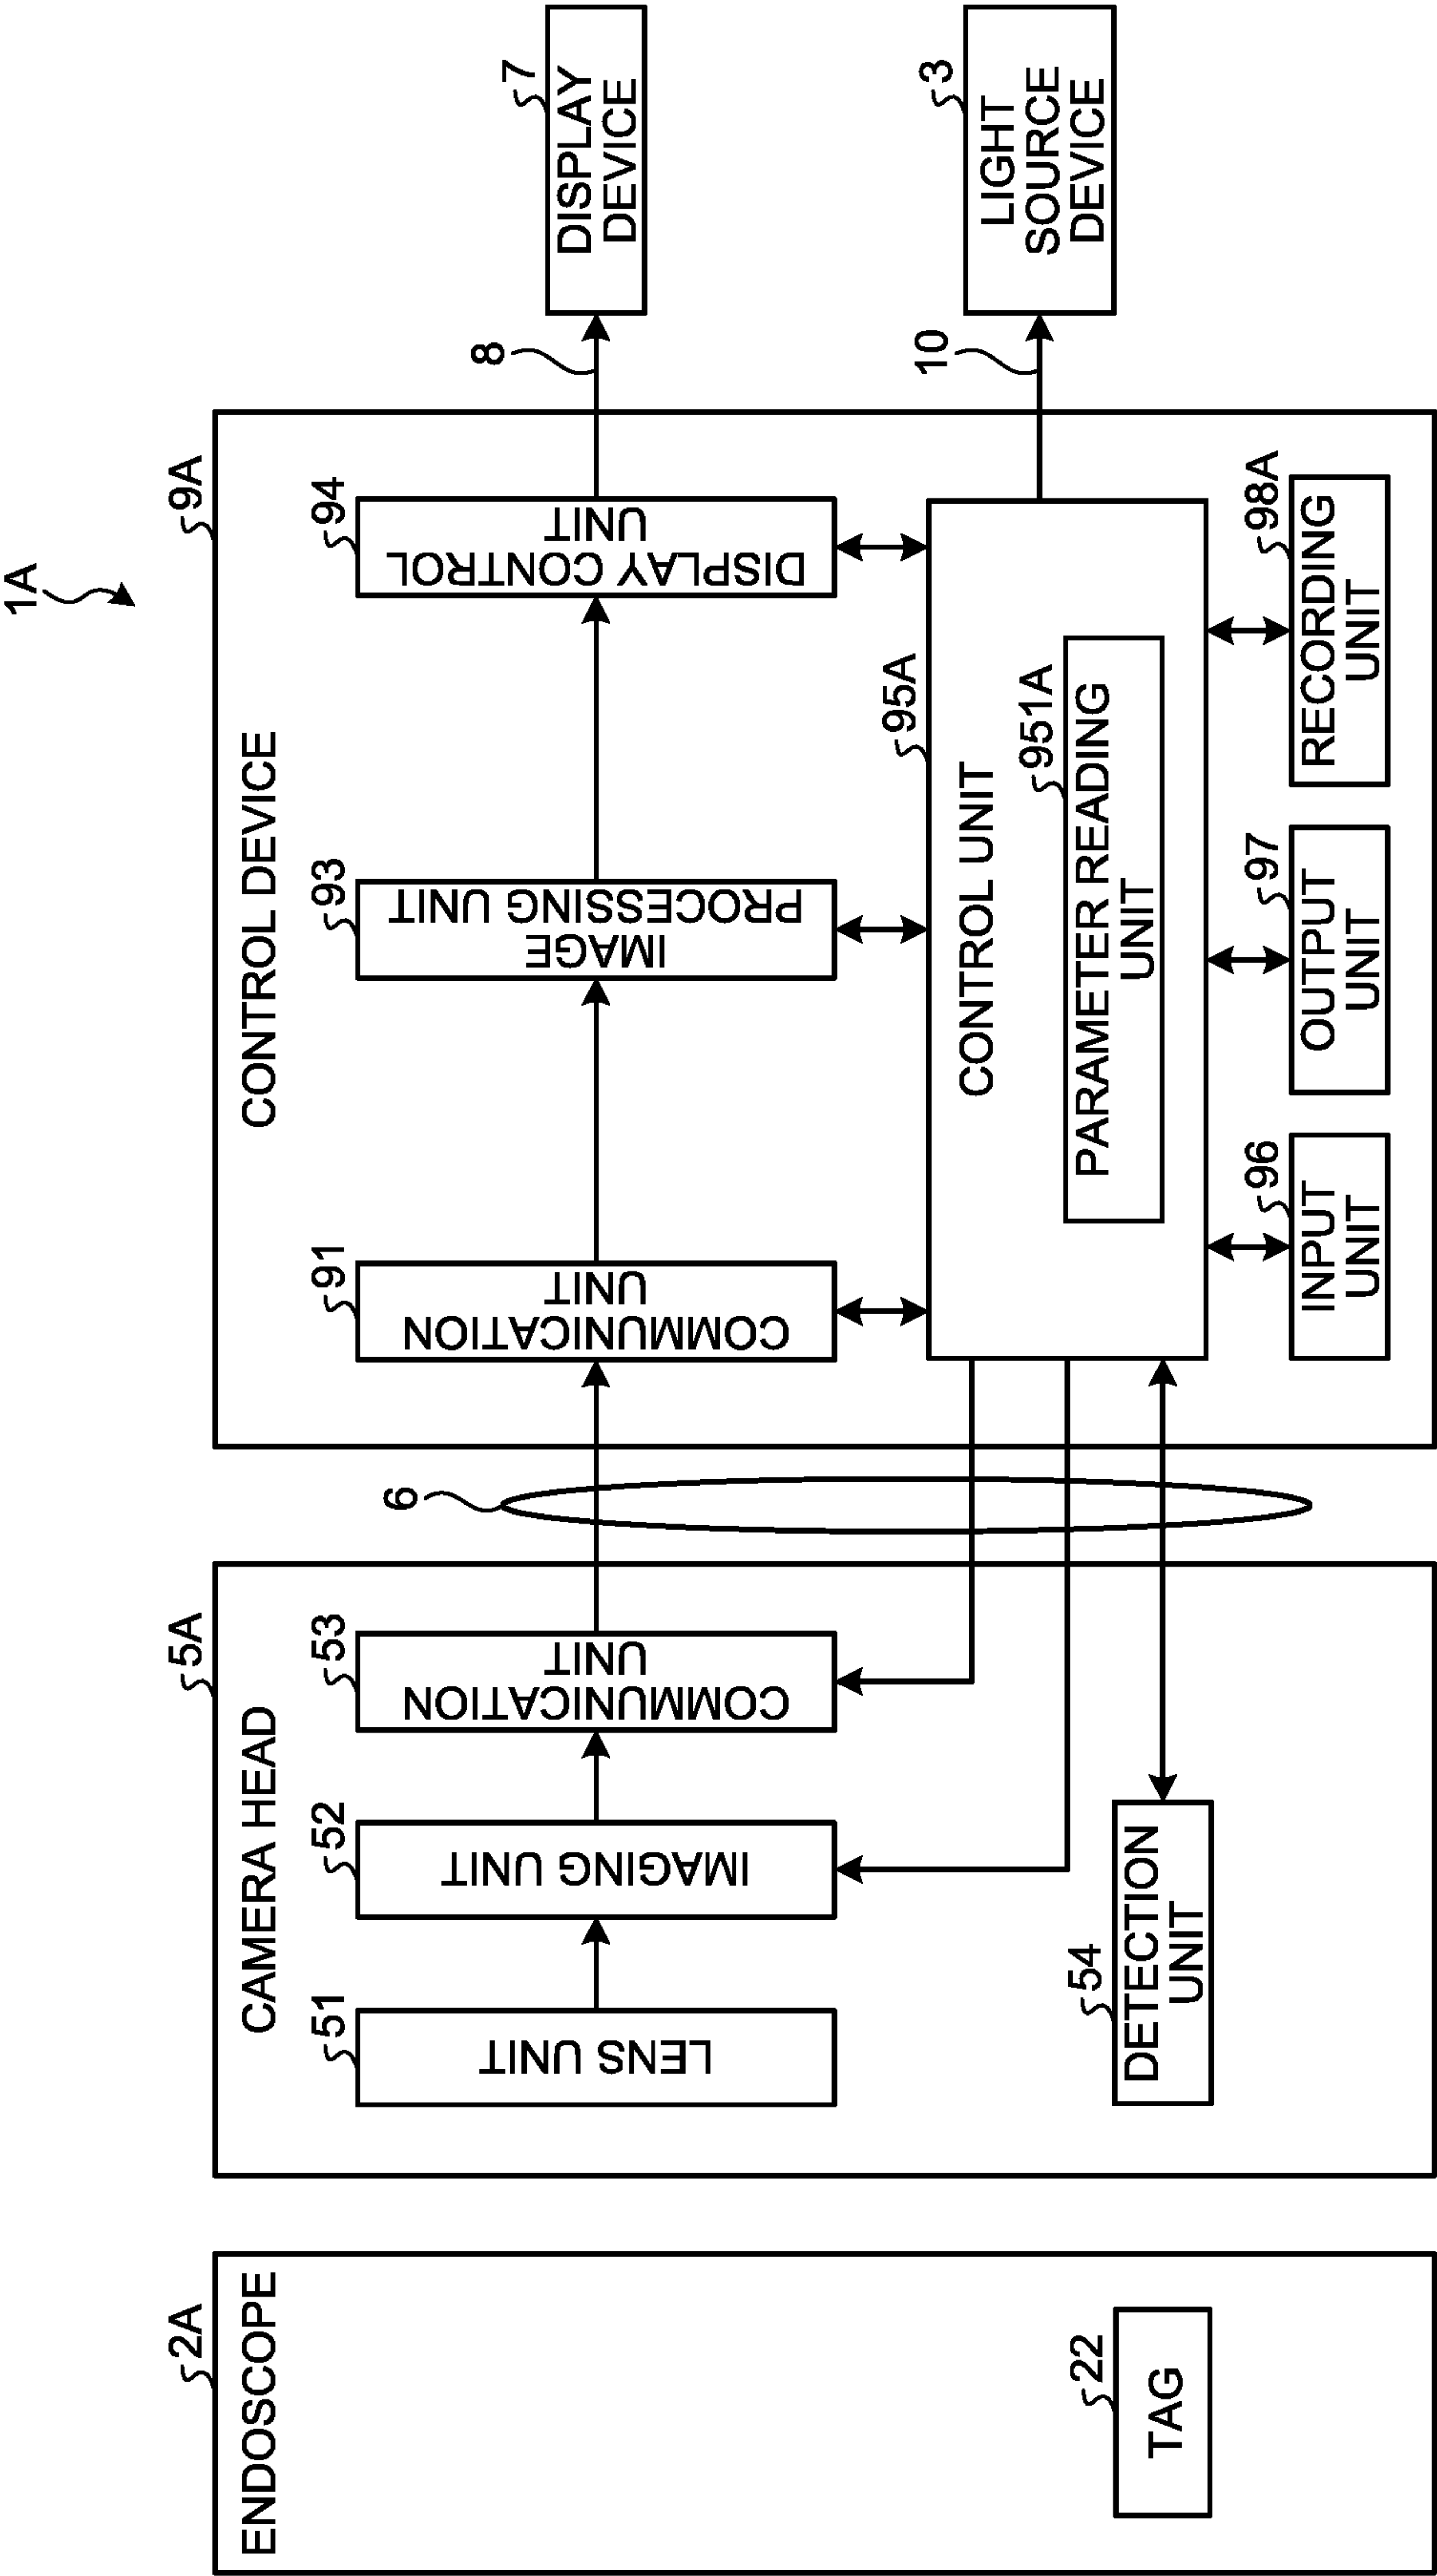 1A
2A
ENDOSCOPE
22
TAG
5A
CAMERA HEAD
51
LENS UNIT
52
IMAGING UNIT
53
COMMUNICATION
UNIT
54
DETECTION
UNIT
6
9A
CONTROL DEVICE
91
COMMUNICATION
UNIT
93
IMAGE
PROCESSING UNIT
94
DISPLAY CONTROL
UNIT
95A
CONTROL UNIT
951A
PARAMETER READING
UNIT
96
INPUT
UNIT
97
OUTPUT
UNIT
98A
RECORDING
UNIT
8
7
DISPLAY
DEVICE
10
3
LIGHT
SOURCE
DEVICE